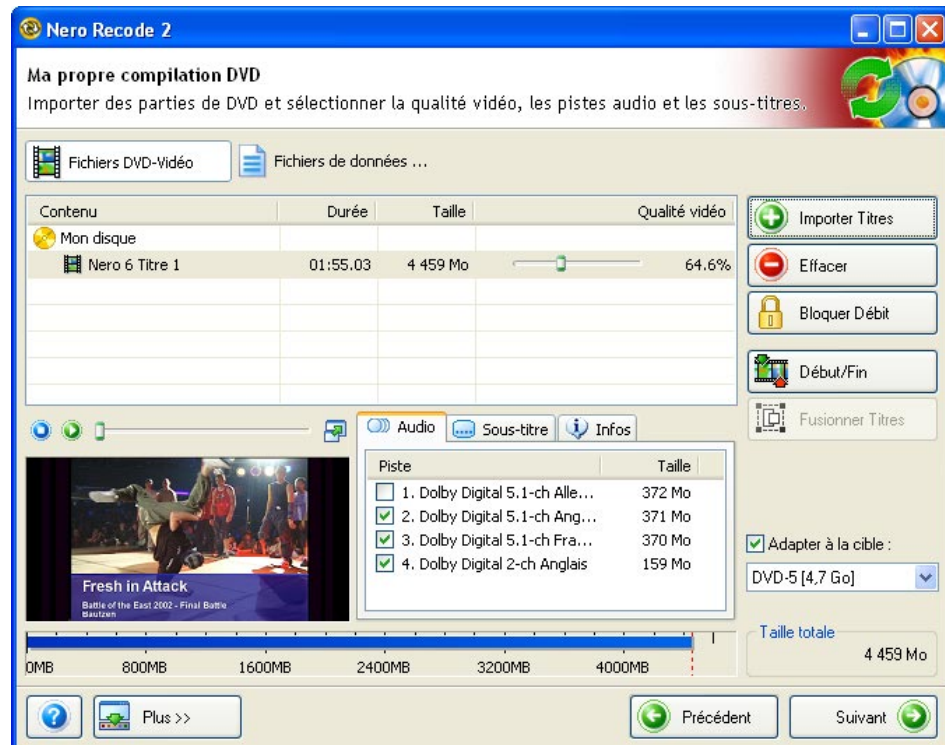 Nero Recode 2
Ma propre compilation DVD
Importer des parties de DVD et sélectionner la qualité vidéo, les pistes audio et les sous-titres.
Fichiers DVD-Vidéo
Fichiers de données ...
Contenu Durée Taille Qualité vidéo
Mon disque
Nero 6 Titre 1 01:55.03 4 459 Mo 64.6%
Importer Titres
Effacer
Bloquer Débit
Début/Fin
Fusionner Titres
Audio Sous-titre Infos
Piste Taille
1. Dolby Digital 5.1-ch Alle... 372 Mo
2. Dolby Digital 5.1-ch Ang... 371 Mo
3. Dolby Digital 5.1-ch Fra... 370 Mo
4. Dolby Digital 2-ch Anglais 159 Mo
Fresh in Attack
Battle of the East 2002 - Final Battle
Bautzen
Adapter à la cible :
DVD-5 [4,7 Go]
Taille totale
4 459 Mo
0MB 800MB 1600MB 2400MB 3200MB 4000MB
Plus >>
Précédent
Suivant